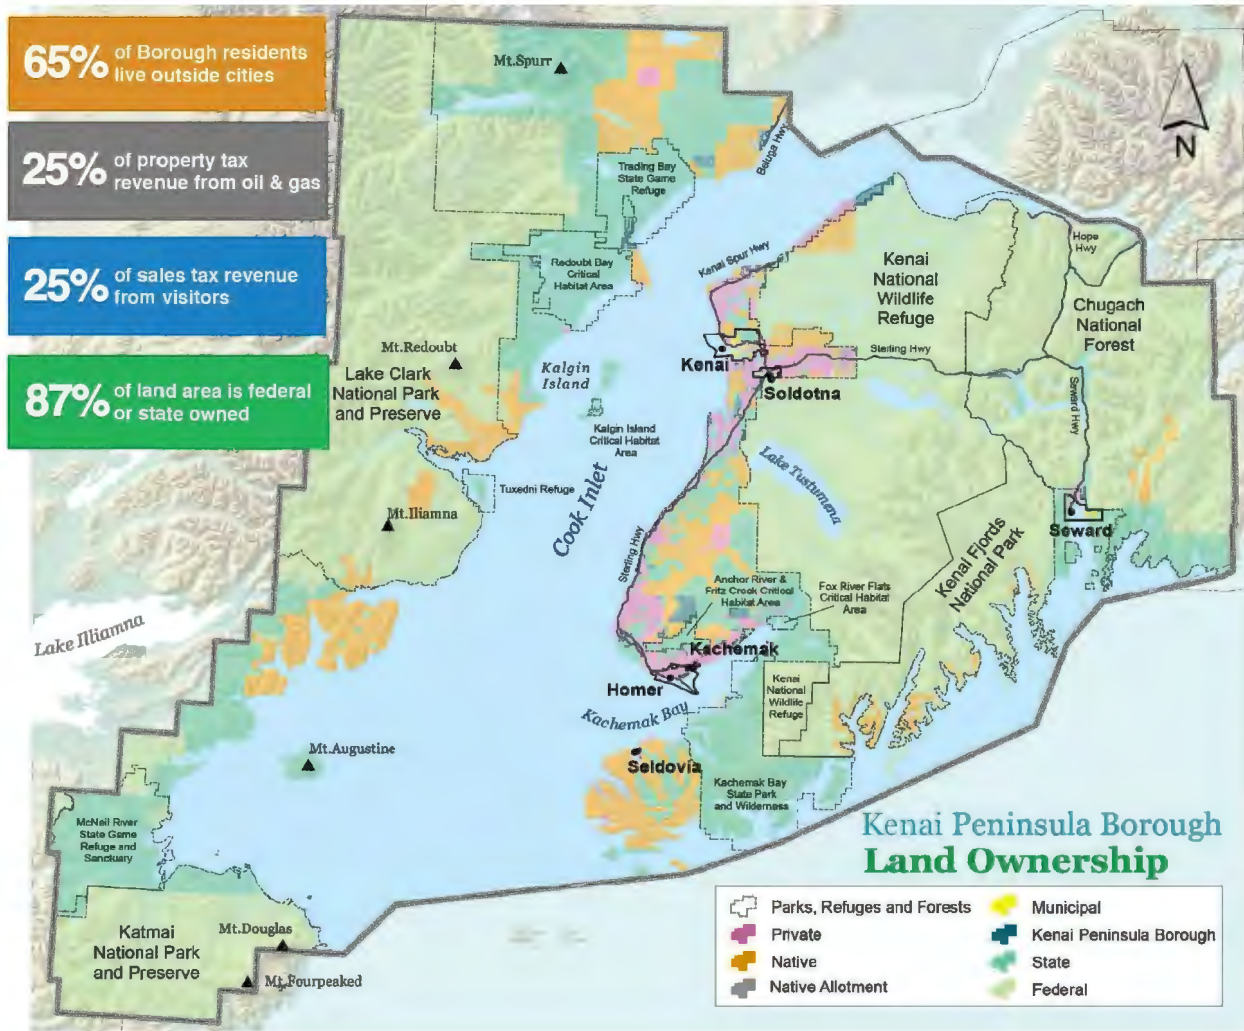 65% of Borough residents
live outside cities
25% of property tax
revenue from oil & gas
25% of sales tax revenue
from visitors
87% of land area is federal
or state owned
Mt.Spurr
Beluga Hwy
N
Trading Bay
State Game
Refuge
Redoubt Bay
Critical
Habitat Area
Kenai Spur Hwy
Hope
Hwy
Kenai
National
Wildlife
Refuge
Chugach
National
Forest
Mt.Redoubt
Lake Clark
National Park
and Preserve
Kalgin
Island
Kenai
Sterling Hwy
Soldotna
Seward Hwy
Kalgin Island
Critical Habitat
Area
Lake Tustumena
Tuxedni Refuge
Mt.Iliamna
Cook Inlet
Seward
Sterling Hwy
Kenai Fjords
National Park
Anchor River &
Fritz Creek Critical
Habitat Area
Fox River Flats
Critical Habitat
Area
Lake Illiamna
Kachemak
Homer
Kenai
National
Wildlife
Refuge
Kachemak Bay
Mt.Augustine
Seldovia
Kachemak Bay
State Park
and Wilderness
McNeil River
State Game
Refuge and
Sanctuary
Kenai Peninsula Borough
Land Ownership
Katmai
National Park
and Preserve
Mt.Douglas
Mt.Fourpeaked
Parks, Refuges and Forests
Private
Native
Native Allotment
Municipal
Kenai Peninsula Borough
State
Federal